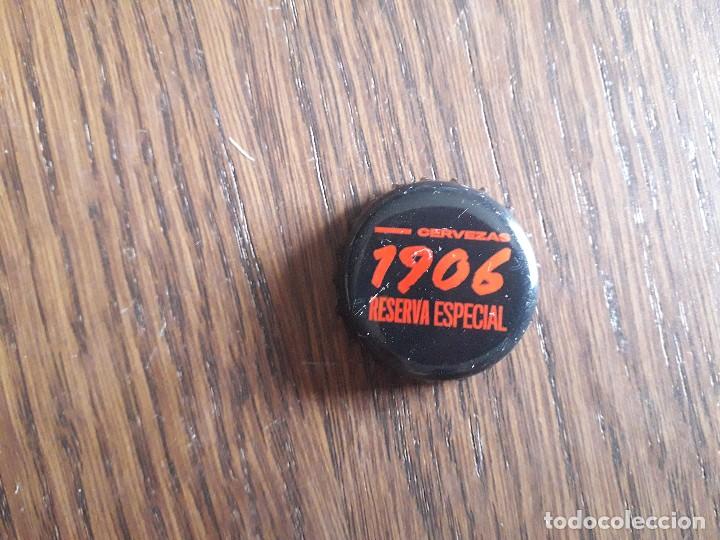 CERVEZAS
1906
RESERVA ESPECIAL
todocoleccion